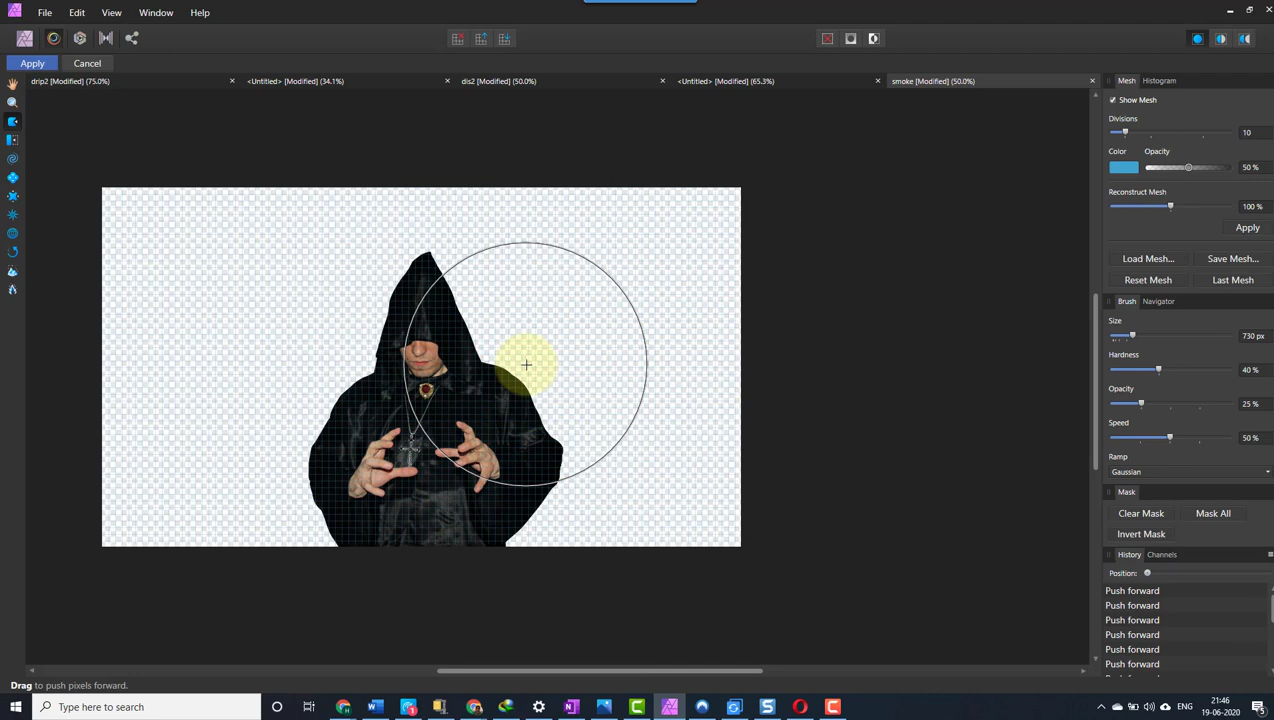 File Edit View Window Help
Apply Cancel
drip2 [Modified] (75.0%) <Untitled> [Modified] (34.1%) dis2 [Modified] (50.0%) <Untitled> [Modified] (65.3%) smoke [Modified] (50.0%)
Mesh Histogram
Show Mesh
Divisions
10
Color Opacity
50 %
Reconstruct Mesh
100 %
Apply
Load Mesh... Save Mesh...
Reset Mesh Last Mesh
Brush Navigator
Size
730 px
Hardness
40 %
Opacity
25 %
Speed
50 %
Ramp
Gaussian
Mask
Clear Mask Mask All
Invert Mask
History Channels
Position:
Push forward
Push forward
Push forward
Push forward
Push forward
Push forward
Drag to push pixels forward.
Type here to search
ENG
21:46
19-06-2020